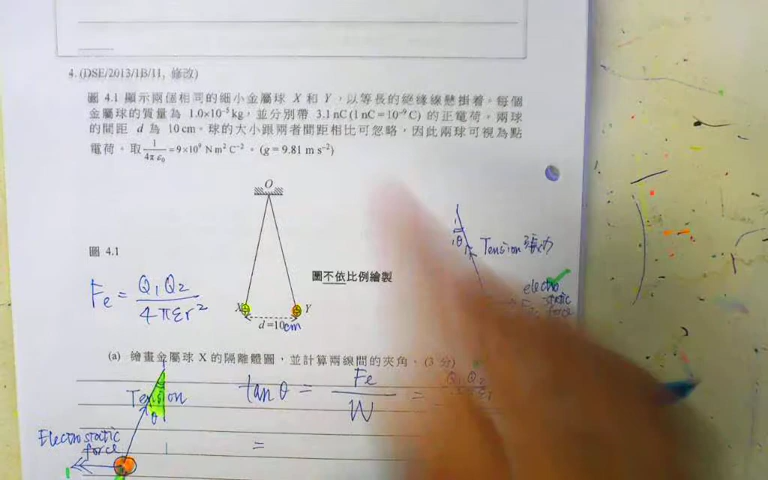 4. (DSE/2013/1B/11, 修改)
圖 4.1 顯示兩個相同的細小金屬球 X 和 Y，以等長的絕緣線懸掛着。每個
金屬球的質量為 1.0×10⁻⁵ kg，並分別帶 3.1 nC (1 nC = 10⁻⁹ C) 的正電荷。兩球
的間距 d 為 10 cm。球的大小跟兩者間距相比可忽略，因此兩球可視為點
電荷。取 1/4π ε₀ = 9×10⁹ N m² C⁻²。(g = 9.81 m s⁻²)
O
θ Tension 張力
圖 4.1
圖不依比例繪製
Fe = Q₁Q₂/4πεr²
electro
static
force
X Y
d =10cm
(a) 繪畫金屬球 X 的隔離體圖，並計算兩線間的夾角。(3 分)
Tension
θ
tanθ = Fe/W = Q₁Q₂
Electrostatic
force
=